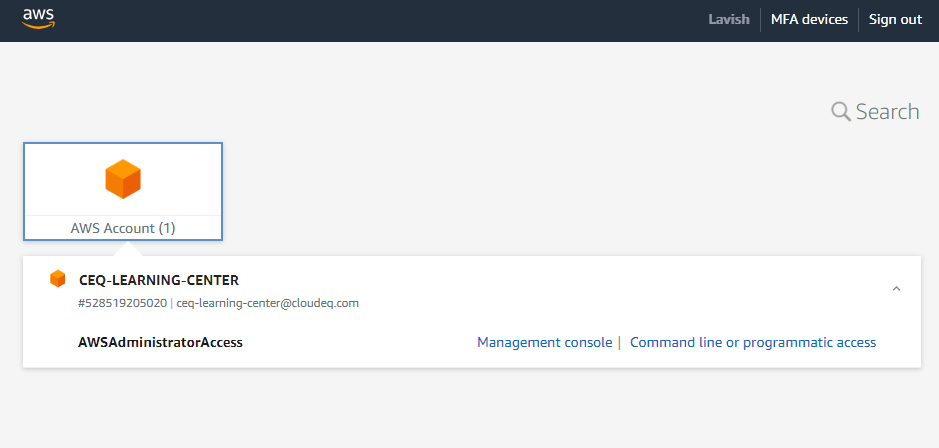 aws
Lavish MFA devices Sign out
Search
AWS Account (1)
CEQ-LEARNING-CENTER
#528519205020 | ceq-learning-center@cloudeq.com
AWSAdministratorAccess Management console | Command line or programmatic access